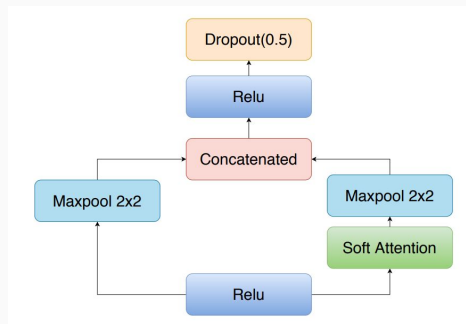 Dropout(0.5)
Relu
Concatenated
Maxpool 2x2
Maxpool 2x2
Soft Attention
Relu